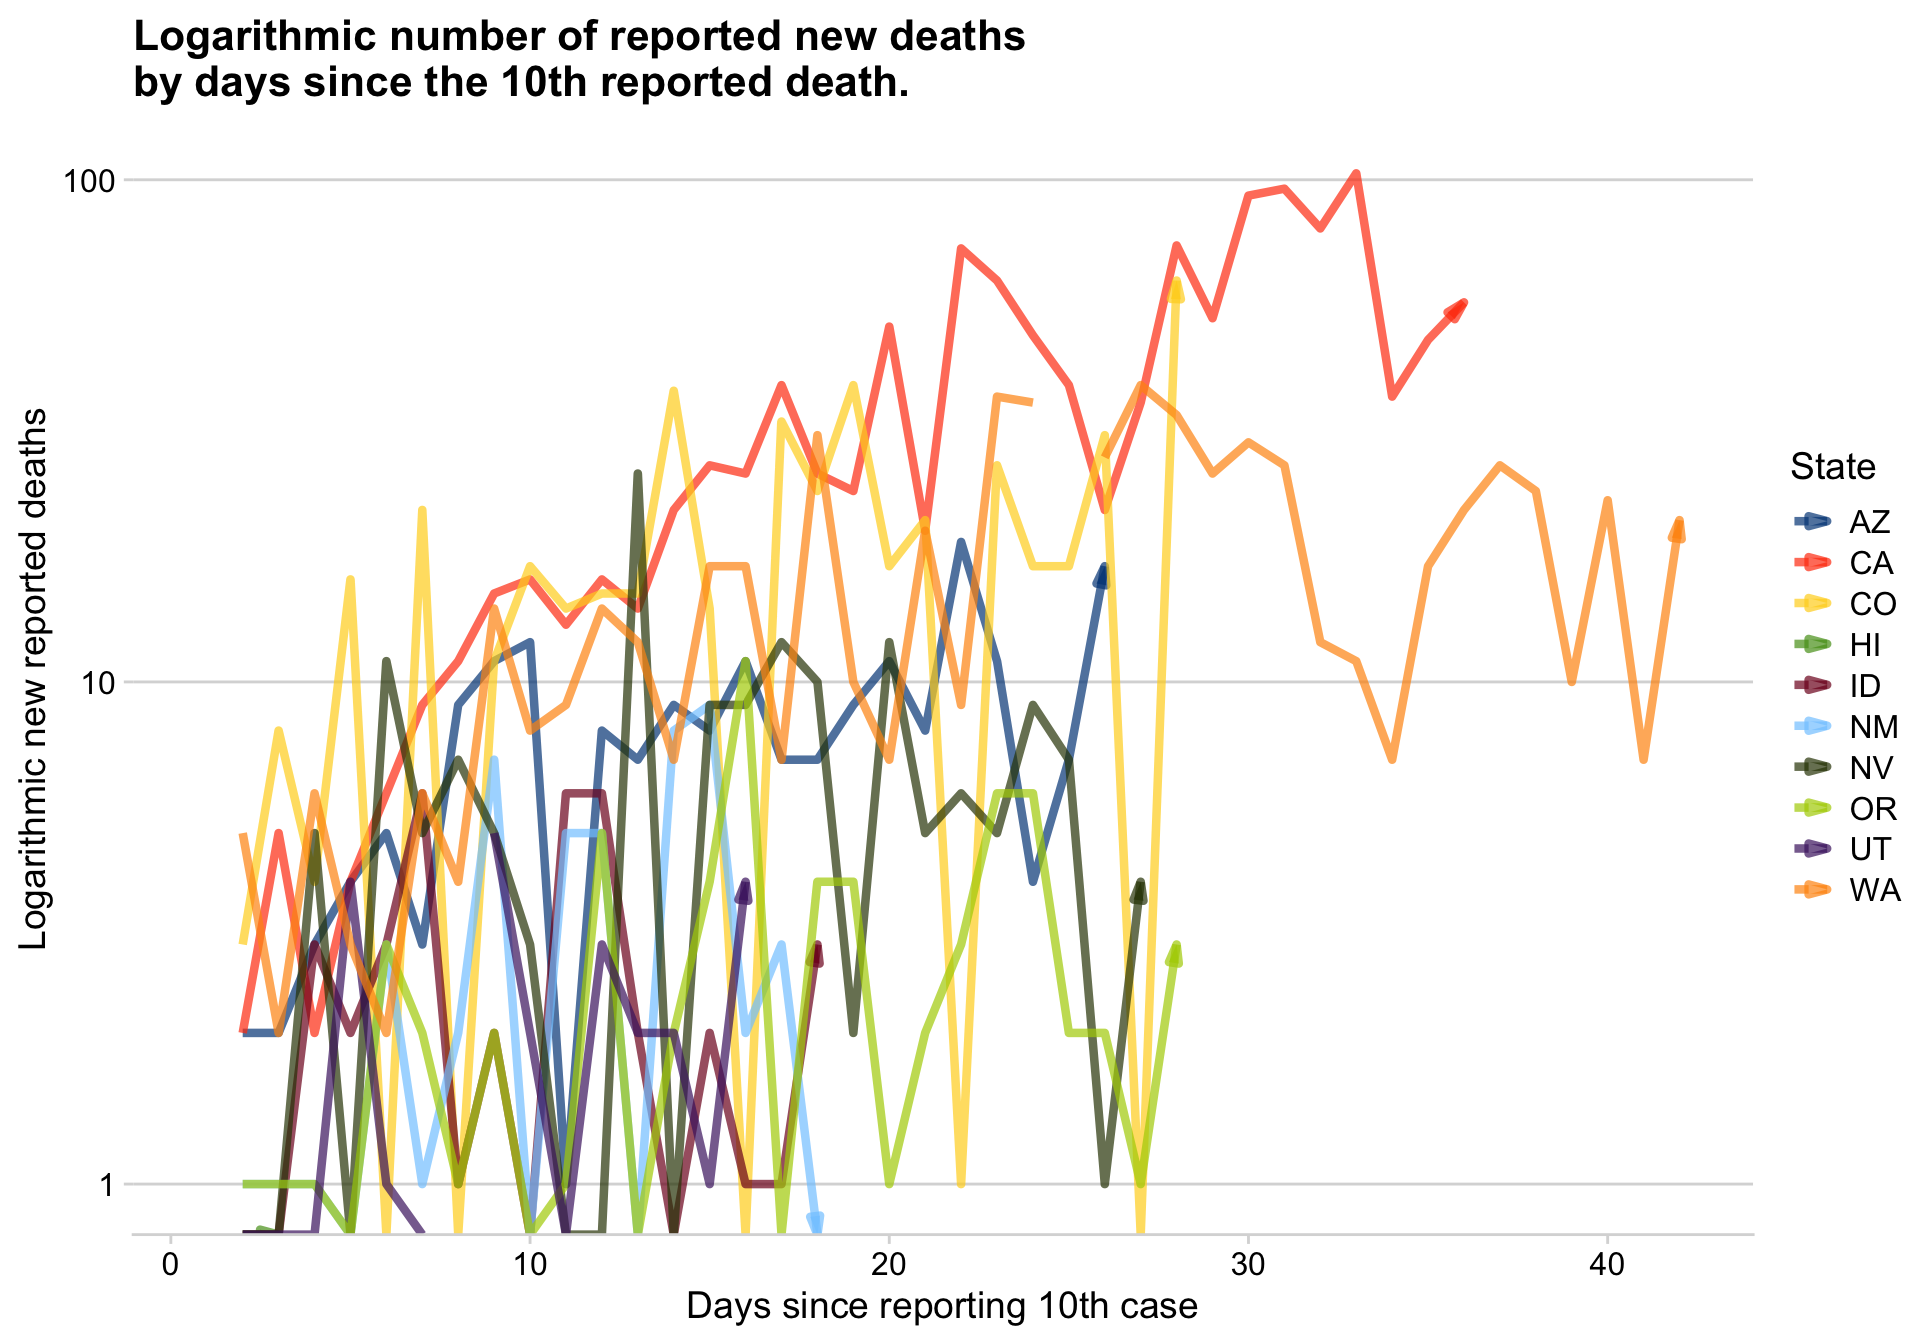 Logarithmic number of reported new deaths
by days since the 10th reported death.
Logarithmic new reported deaths
100
10
1
0
10
20
30
40
Days since reporting 10th case
State
AZ
CA
CO
HI
ID
NM
NV
OR
UT
WA